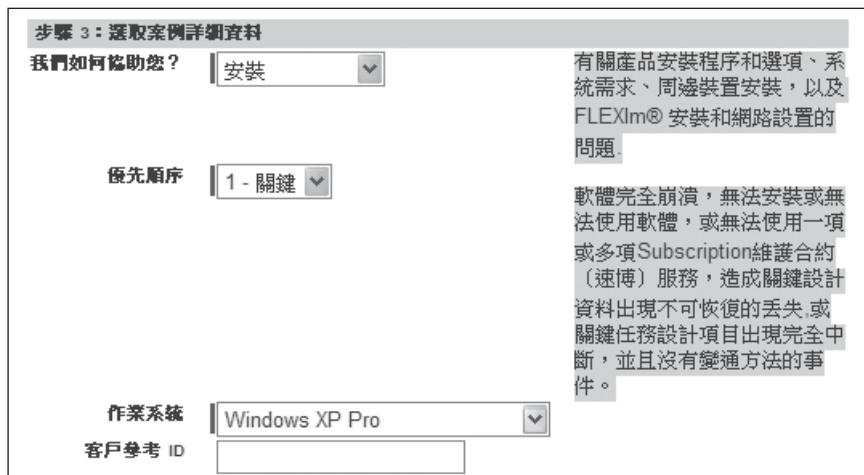 步驟 3：選取案例詳細資料
我們如何協助您？
安裝
有關產品安裝程序和選項、系
統需求、周邊裝置安裝，以及
FLEXlm® 安裝和網路設置的
問題.
優先順序
1 - 關鍵
軟體完全崩潰，無法安裝或無
法使用軟體，或無法使用一項
或多項Subscription維護合約
〔速博〕服務，造成關鍵設計
資料出現不可恢復的丟失,或
關鍵任務設計項目出現完全中
斷，並且沒有變通方法的事
件。
作業系統
Windows XP Pro
客戶參考 ID